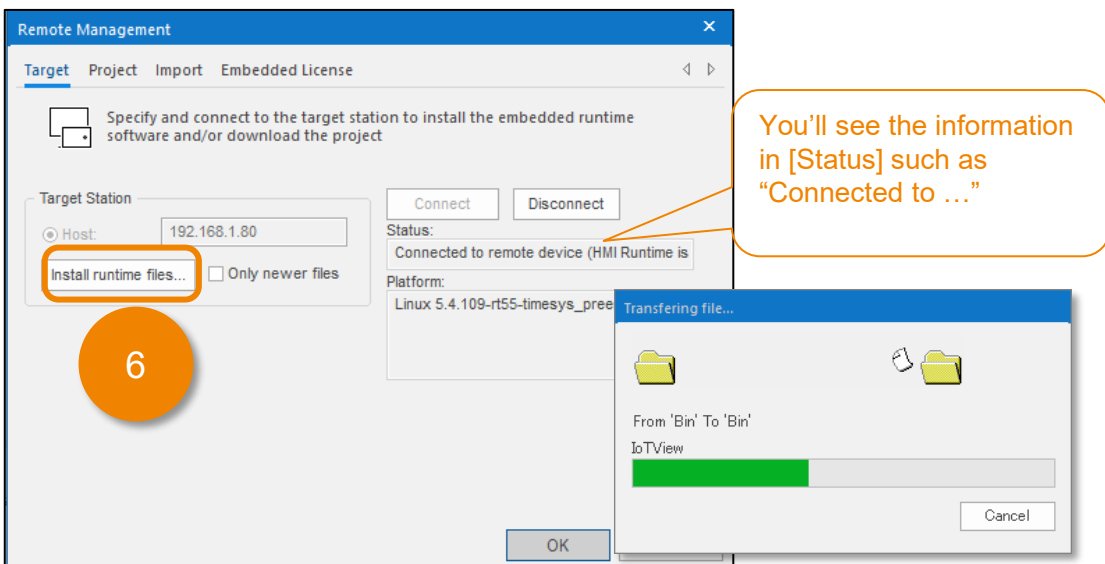 Remote Management
Target Project Import Embedded License
Specify and connect to the target station to install the embedded runtime
software and/or download the project
Target Station
Host: 192.168.1.80
Install runtime files...
Only newer files
Connect
Disconnect
Status:
Connected to remote device (HMI Runtime is
Platform:
Linux 5.4.109-rt55-timesys_pree
OK
6
You’ll see the information
in [Status] such as
“Connected to …”
Transfering file...
From 'Bin' To 'Bin'
IoTView
Cancel